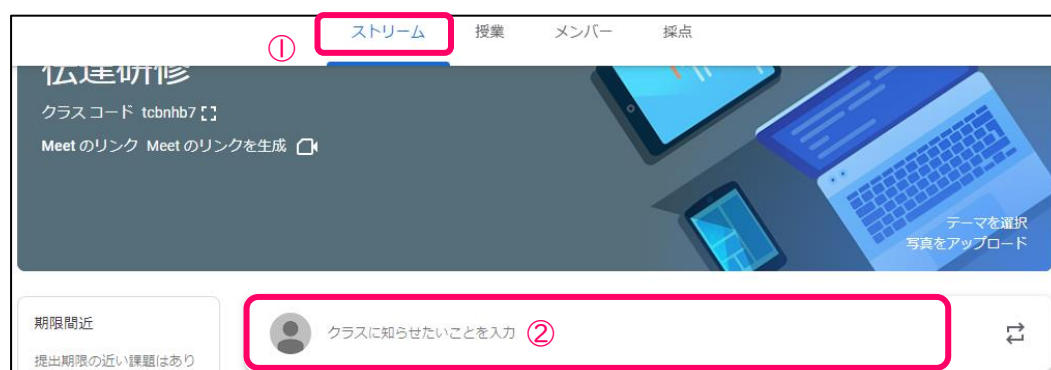 ① ストリーム 授業 メンバー 採点
伝達研修
クラス コード tcbnhb7
Meet のリンク Meet のリンクを生成
テーマを選択
写真をアップロード
期限間近
クラスに知らせたいことを入力 ②
提出期限の近い課題はあり